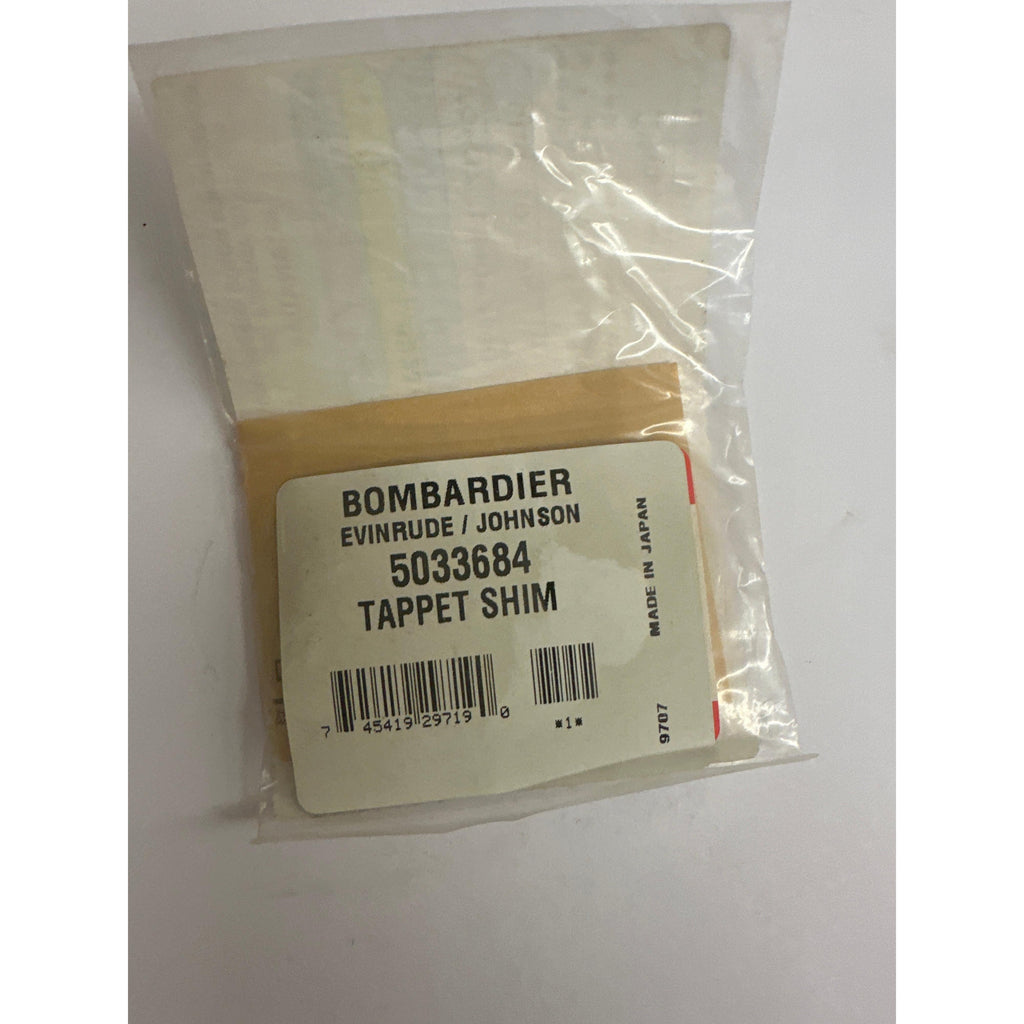 BOMBARDIER
EVINRUDE / JOHNSON
5033684
TAPPET SHIM
7 45419 29719 0
*1*
MADE IN JAPAN
9707